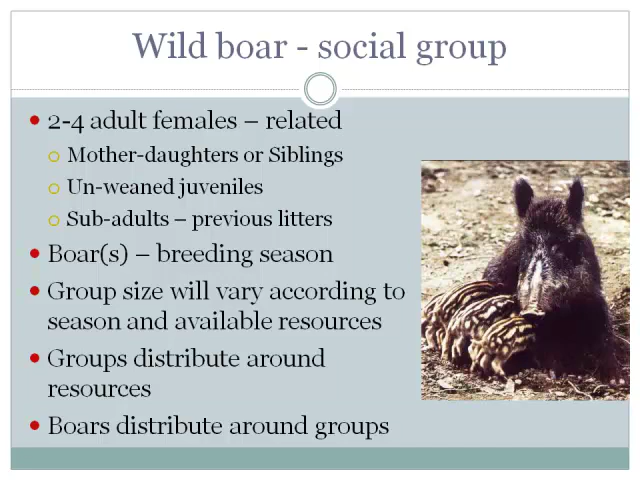 Wild boar - social group
• 2-4 adult females – related
○ Mother-daughters or Siblings
○ Un-weaned juveniles
○ Sub-adults – previous litters
• Boar(s) – breeding season
• Group size will vary according to
season and available resources
• Groups distribute around
resources
• Boars distribute around groups